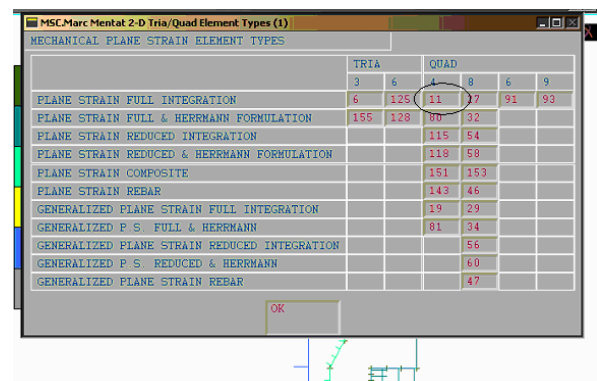 MSC.Marc Mentat 2-D Tria/Quad Element Types (1)
MECHANICAL PLANE STRAIN ELEMENT TYPES
TRIA QUAD
3 6 4 8 6 9
PLANE STRAIN FULL INTEGRATION 6 125 11 27 91 93
PLANE STRAIN FULL & HERRMANN FORMULATION 155 128 80 32
PLANE STRAIN REDUCED INTEGRATION 115 54
PLANE STRAIN REDUCED & HERRMANN FORMULATION 118 58
PLANE STRAIN COMPOSITE 151 153
PLANE STRAIN REBAR 143 46
GENERALIZED PLANE STRAIN FULL INTEGRATION 19 29
GENERALIZED P.S. FULL & HERRMANN 81 34
GENERALIZED PLANE STRAIN REDUCED INTEGRATION 56
GENERALIZED P.S. REDUCED & HERRMANN 60
GENERALIZED PLANE STRAIN REBAR 47
OK